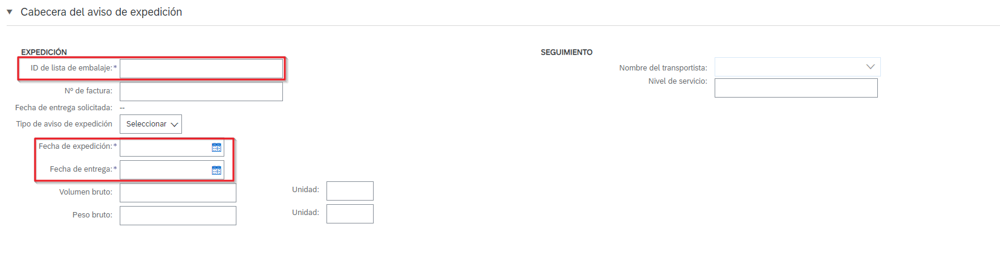 Cabecera del aviso de expedición
EXPEDICIÓN
ID de lista de embalaje:*
Nº de factura:
Fecha de entrega solicitada: --
Tipo de aviso de expedición Seleccionar
Fecha de expedición:*
Fecha de entrega:*
Volumen bruto: Unidad:
Peso bruto: Unidad:
SEGUIMIENTO
Nombre del transportista:
Nivel de servicio: